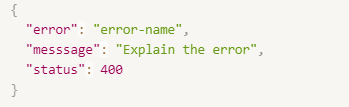 {
"error": "error-name",
"messsage": "Explain the error",
"status": 400
}